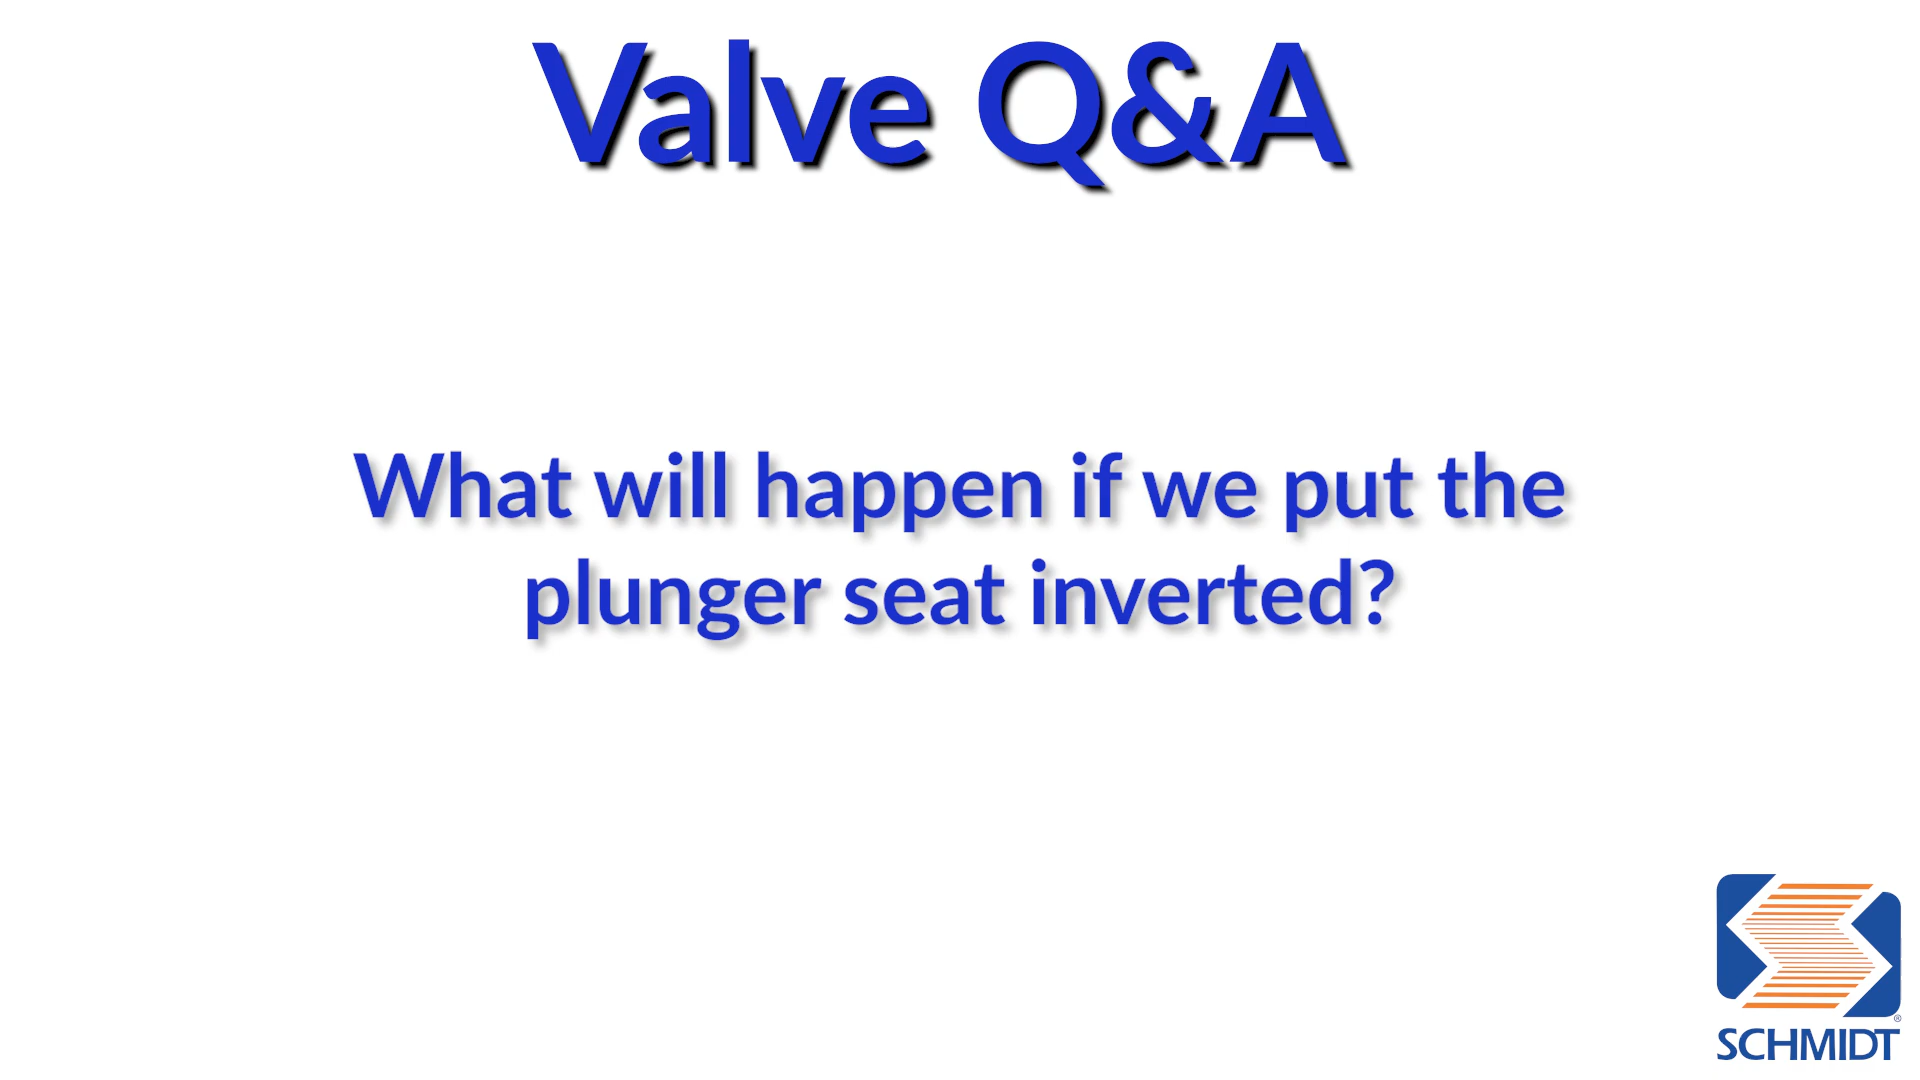 Valve Q&A
What will happen if we put the
plunger seat inverted?
®
SCHMIDT